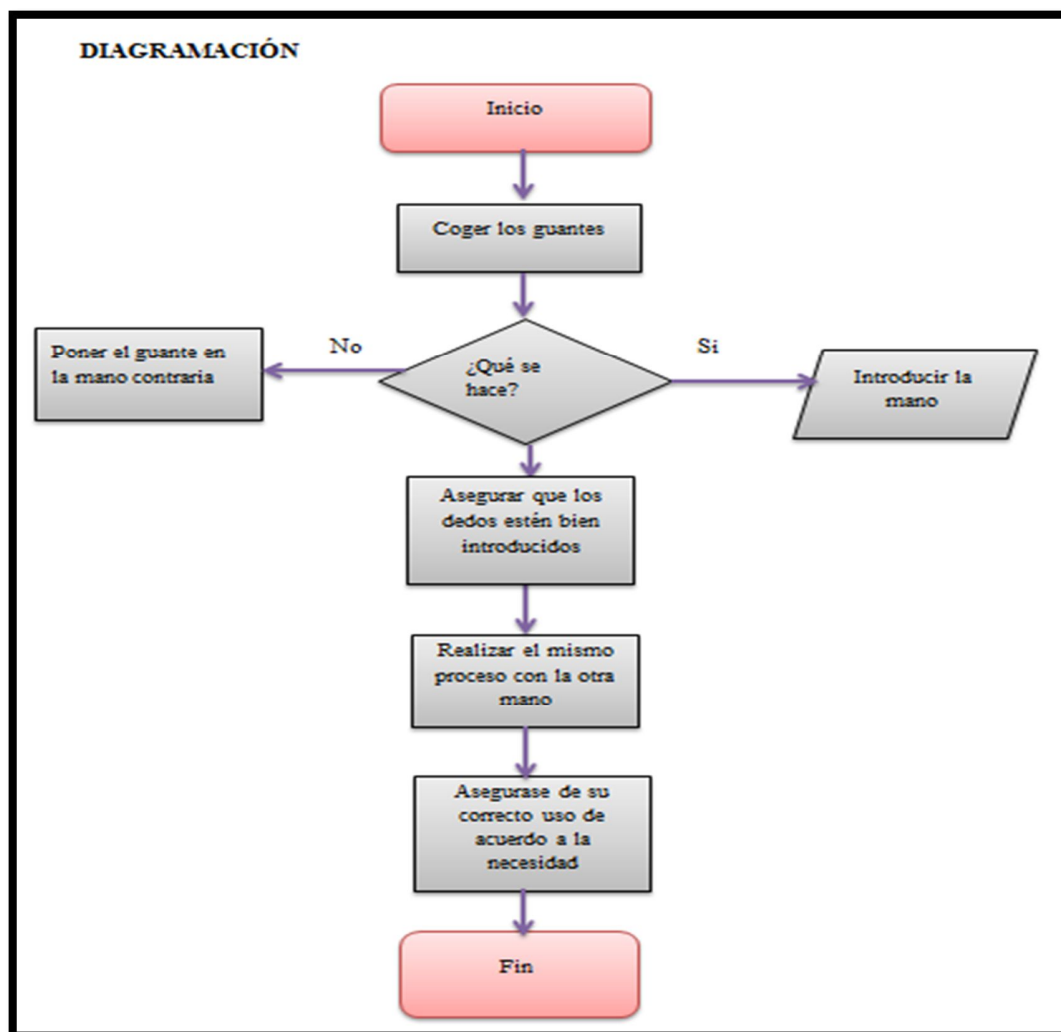 DIAGRAMACIÓN
Inicio
Coger los guantes
No
Si
Poner el guante en
la mano contraria
¿Qué se
hace?
Introducir la
mano
Asegurar que los
dedos estén bien
introducidos
Realizar el mismo
proceso con la otra
mano
Asegurase de su
correcto uso de
acuerdo a la
necesidad
Fin